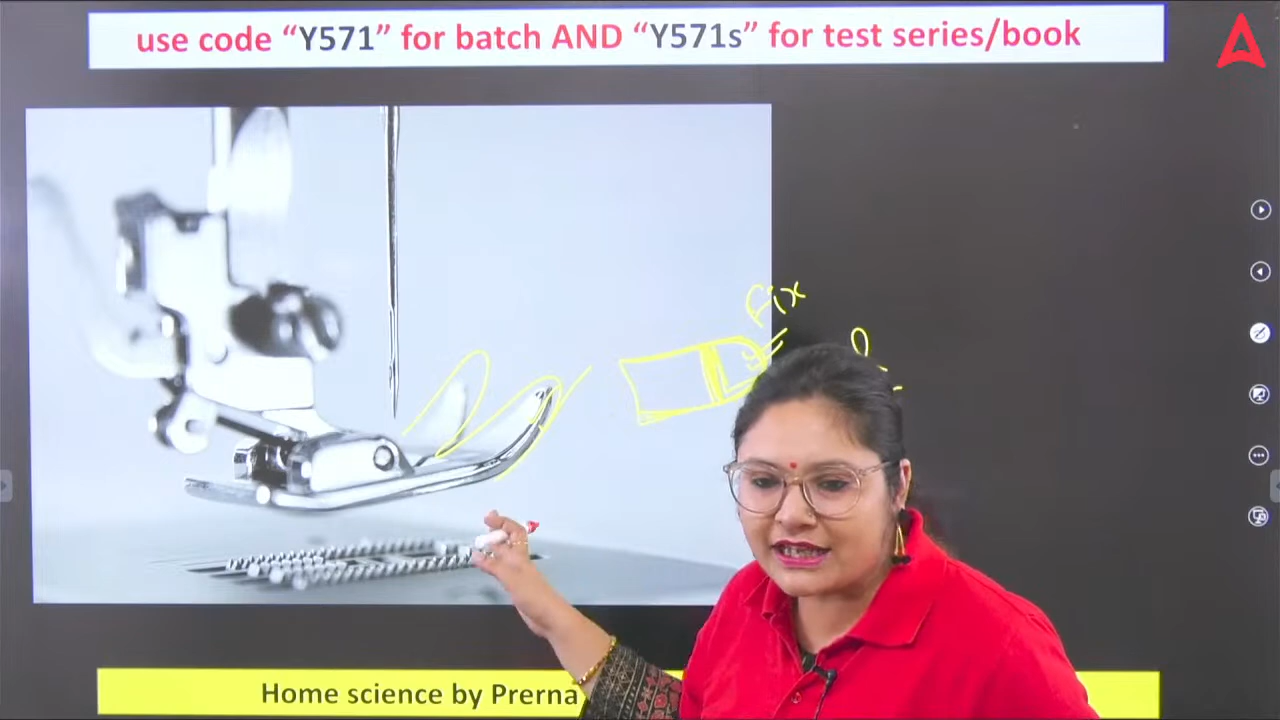 use code “Y571” for batch AND “Y571s” for test series/book
Fix
Home science by Prerna